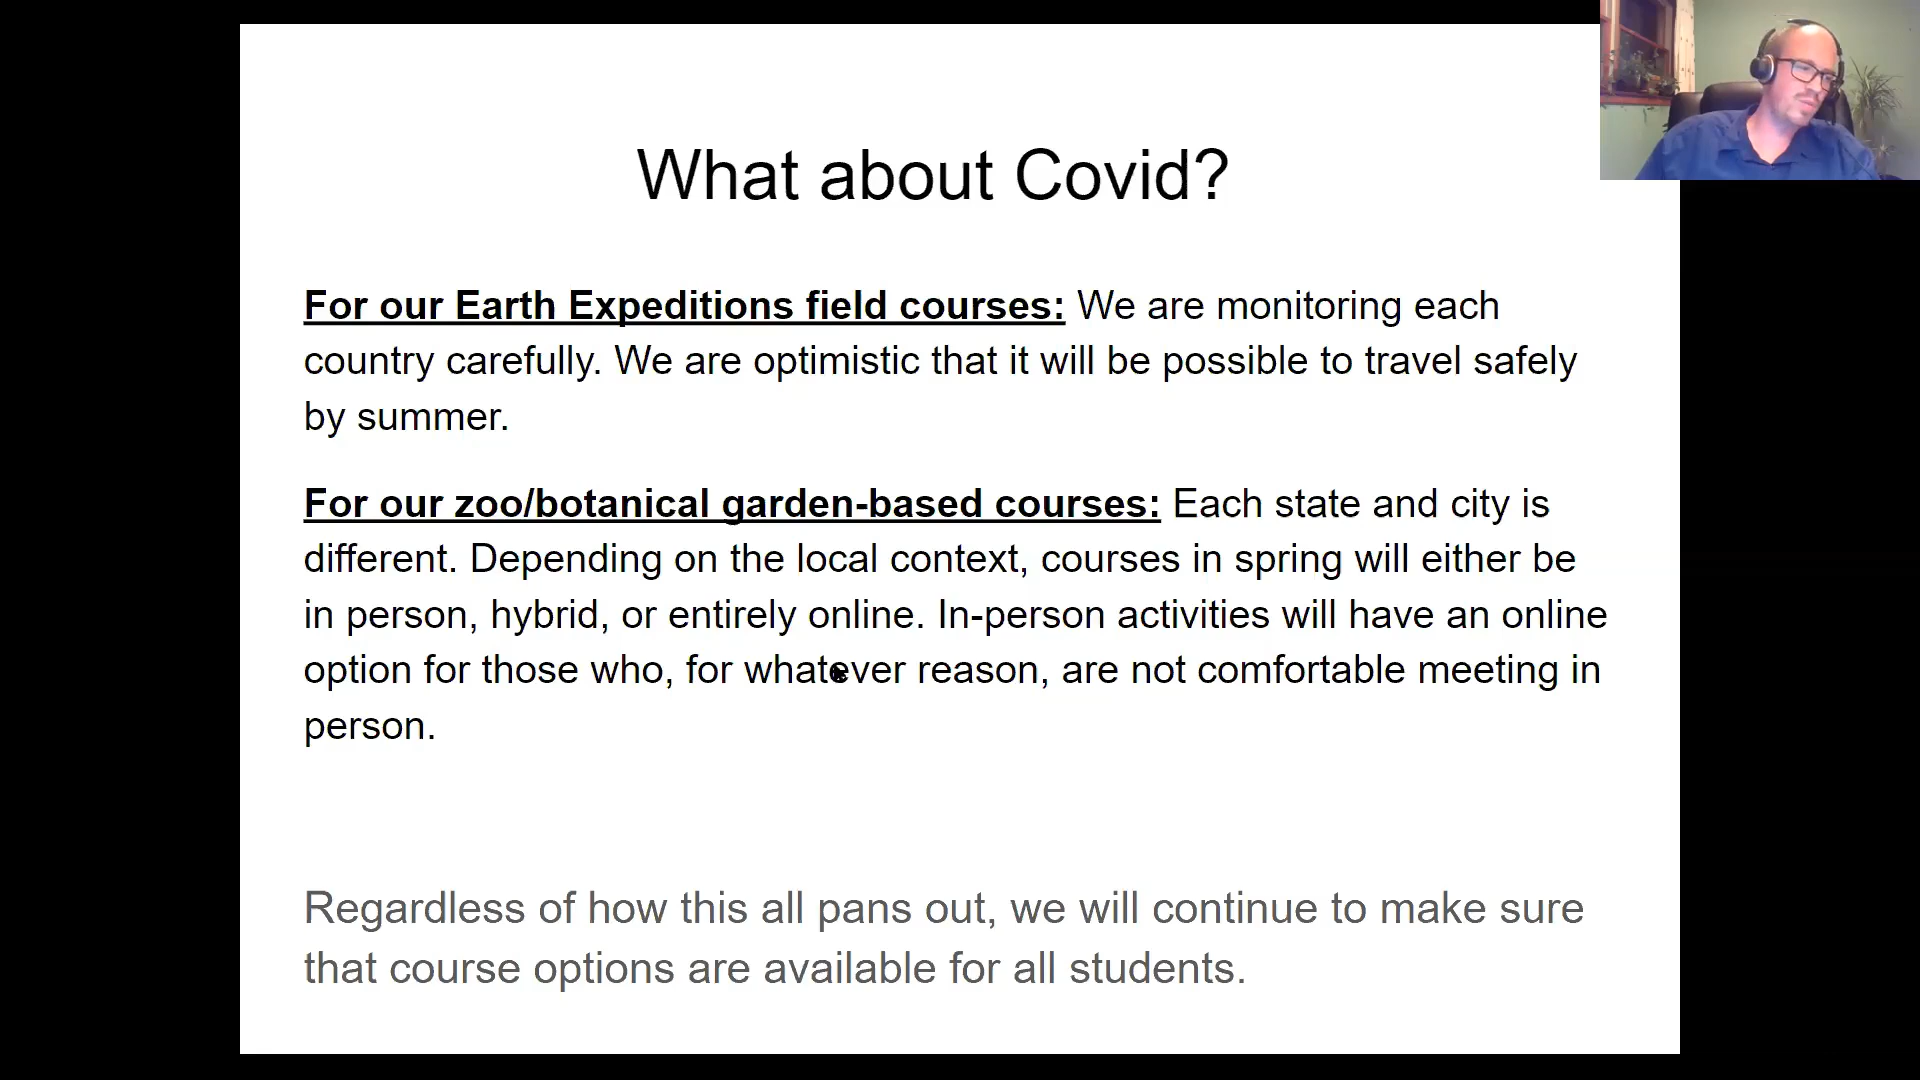 What about Covid?
For our Earth Expeditions field courses: We are monitoring each
country carefully. We are optimistic that it will be possible to travel safely
by summer.
For our zoo/botanical garden-based courses: Each state and city is
different. Depending on the local context, courses in spring will either be
in person, hybrid, or entirely online. In-person activities will have an online
option for those who, for whatever reason, are not comfortable meeting in
person.
Regardless of how this all pans out, we will continue to make sure
that course options are available for all students.